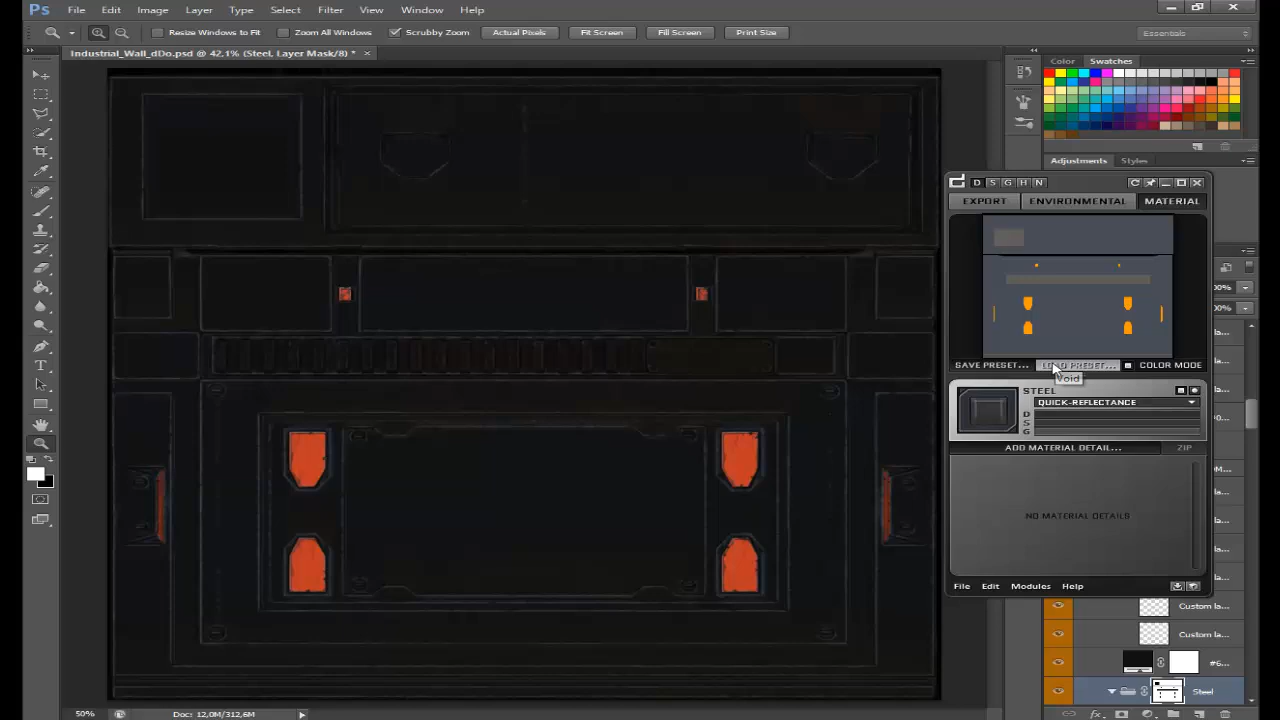 Ps File Edit Image Layer Type Select Filter View Window Help
Resize Windows to Fit Zoom All Windows Scrubby Zoom Actual Pixels Fit Screen Fill Screen Print Size Essentials
Industrial_Wall_dDo.psd @ 42,1% (Steel, Layer Mask/8) *
Color Swatches
Adjustments Styles
D S G H N
EXPORT ENVIRONMENTAL MATERIAL
SAVE PRESET... LOAD PRESET... COLOR MODE
Void
STEEL
QUICK-REFLECTANCE
D
S
G
ADD MATERIAL DETAIL... ZIP
NO MATERIAL DETAILS
File Edit Modules Help
Custom la...
Custom la...
#6...
Steel
50% Doc: 12,0M/312,6M